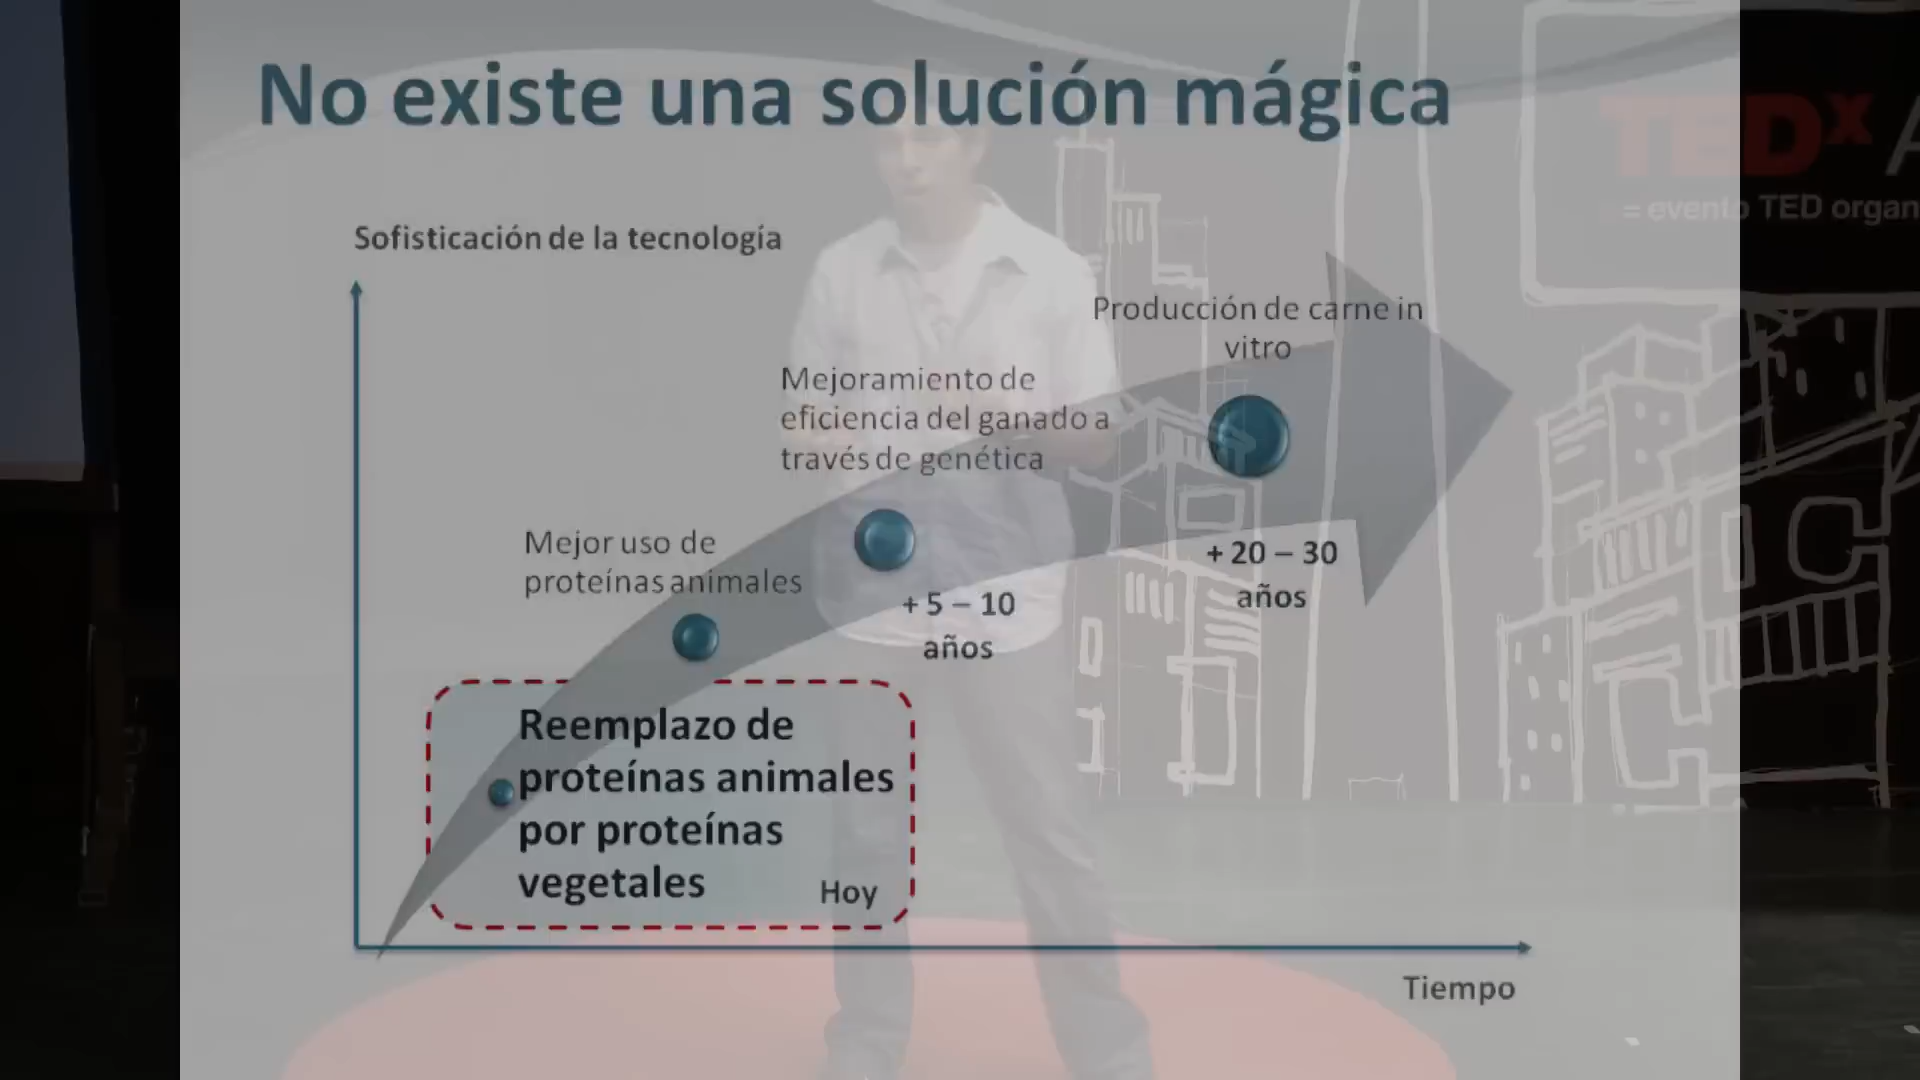 No existe una solución mágica
TEDx
= evento TED organ
Sofisticación de la tecnología
Producción de carne in
vitro
Mejoramiento de
eficiencia del ganado a
través de genética
Mejor uso de
proteínas animales
+ 20 – 30
años
+ 5 – 10
años
Reemplazo de
proteínas animales
por proteínas
vegetales
Hoy
Tiempo